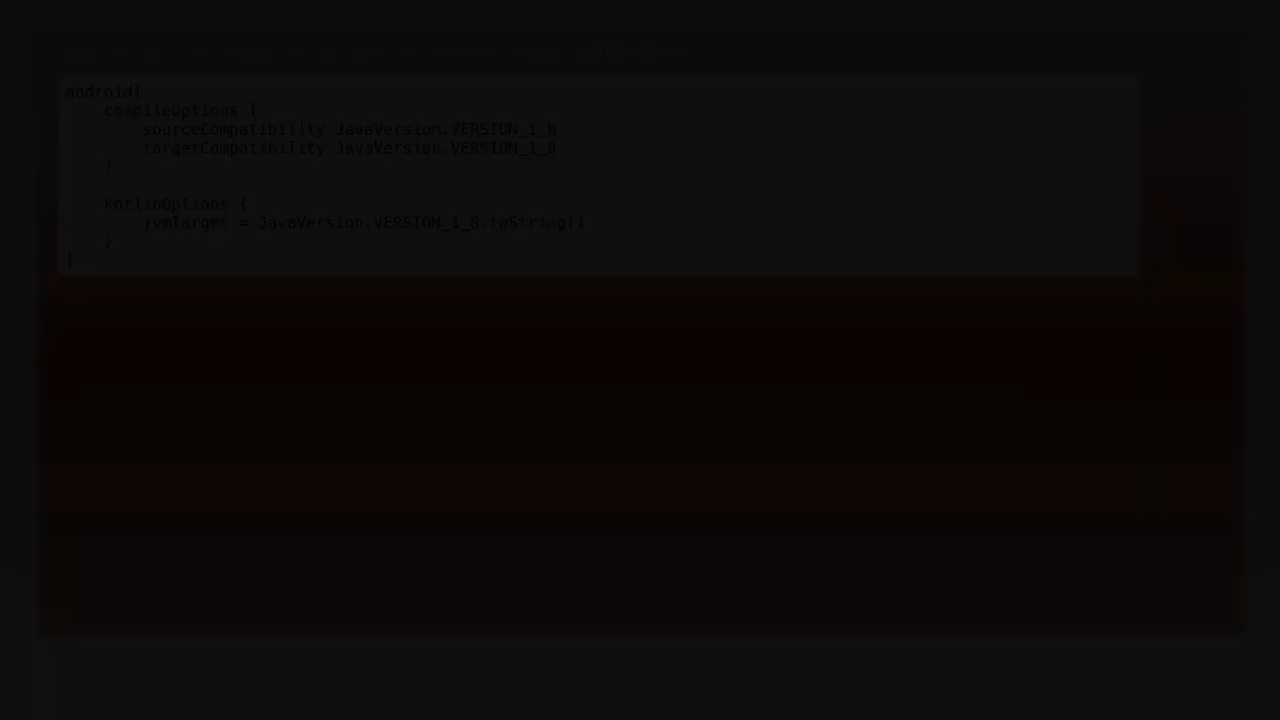 android{
compileOptions {
sourceCompatibility JavaVersion.VERSION_1_8
targetCompatibility JavaVersion.VERSION_1_8
}
kotlinOptions {
jvmTarget = JavaVersion.VERSION_1_8.toString()
}
}